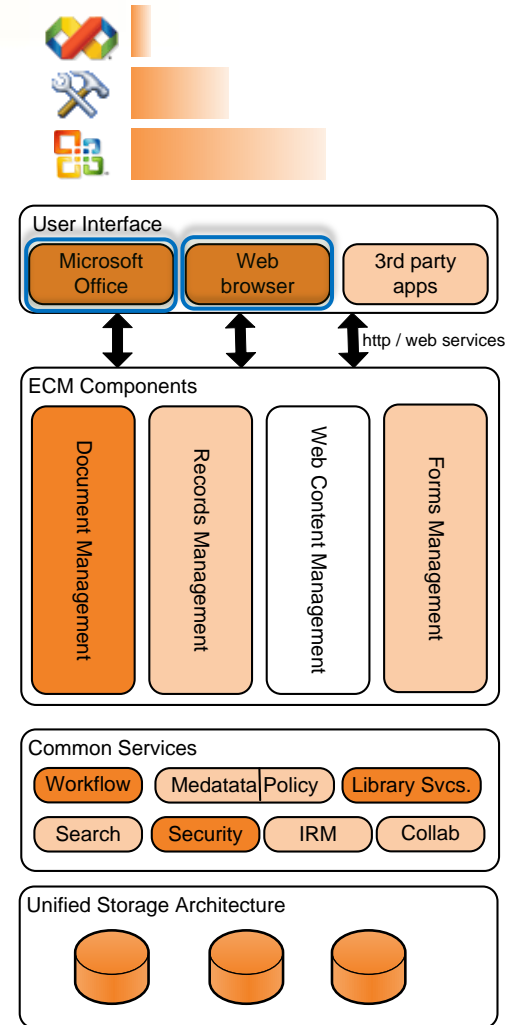 User Interface
Microsoft
Office
Web
browser
3rd party
apps
http / web services
ECM Components
Document Management
Records Management
Web Content Management
Forms Management
Common Services
Workflow
Medatata Policy
Library Svcs.
Search
Security
IRM
Collab
Unified Storage Architecture